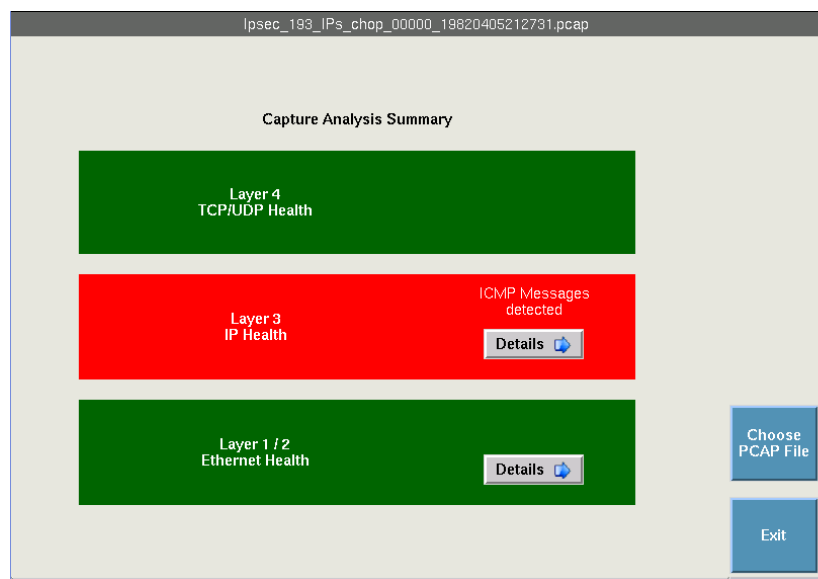 Ipsec_193_IPs_chop_00000_19820405212731.pcap
Capture Analysis Summary
Layer 4
TCP/UDP Health
Layer 3
IP Health
ICMP Messages
detected
Details
Layer 1 / 2
Ethernet Health
Details
Choose
PCAP File
Exit